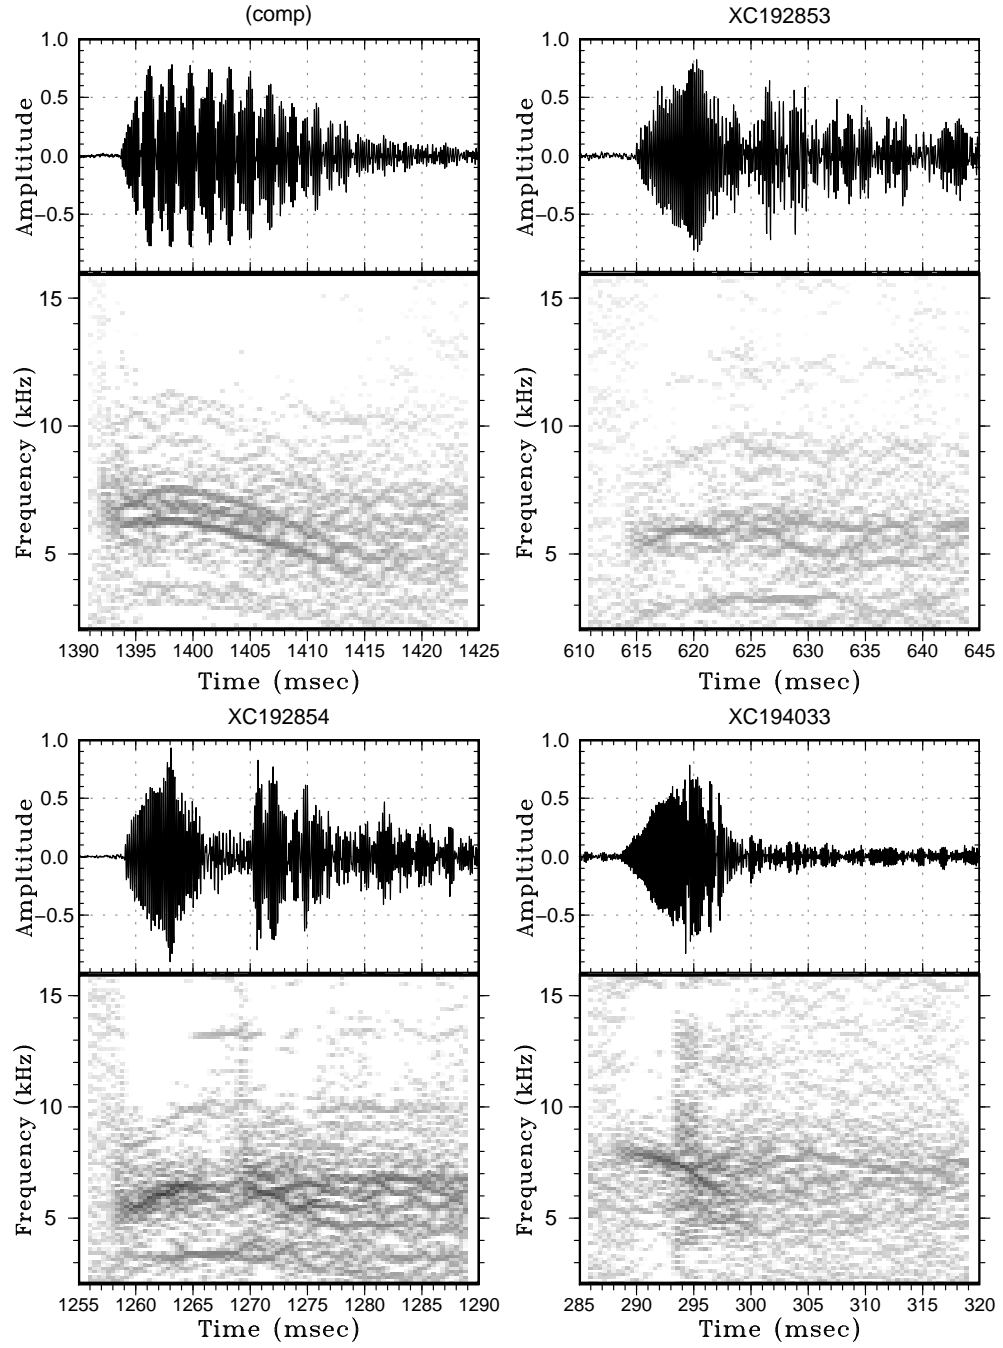 (comp)
1.0
0.5
0.0
−0.5
Ampltitude
15
10
5
Frequency (kHz)
1390 1395 1400 1405 1410 1415 1420 1425
Time (msec)
XC192853
1.0
0.5
0.0
−0.5
Ampltitude
15
10
5
Frequency (kHz)
610 615 620 625 630 635 640 645
Time (msec)
XC192854
1.0
0.5
0.0
−0.5
Ampltitude
15
10
5
Frequency (kHz)
1255 1260 1265 1270 1275 1280 1285 1290
Time (msec)
XC194033
1.0
0.5
0.0
−0.5
Ampltitude
15
10
5
Frequency (kHz)
285 290 295 300 305 310 315 320
Time (msec)